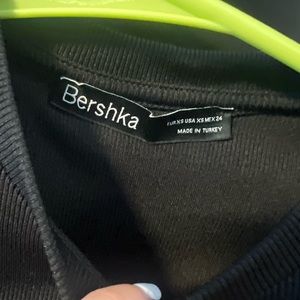 Bershka
EUR XS USA XS MEX 24
MADE IN TURKEY